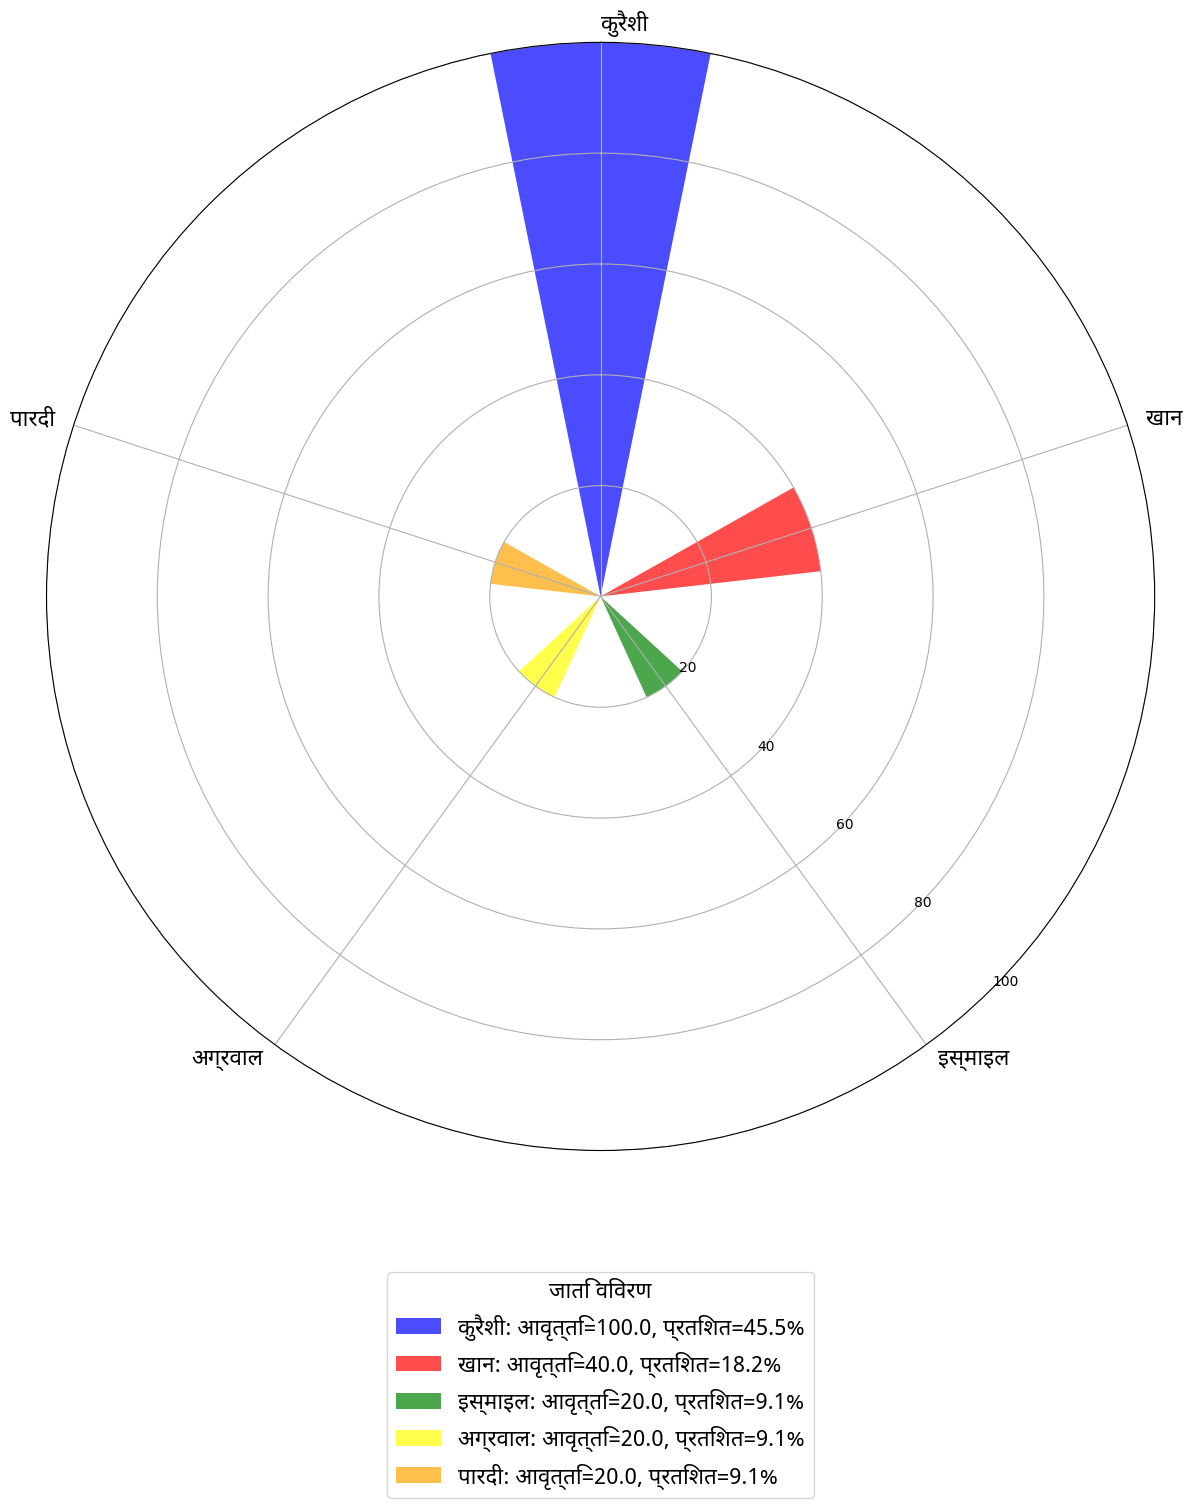 कुरैशी
पारदी
खान
20
40
60
80
100
अग्रवाल
इस्माइल
जाति विवरण
कुरैशी: आवृत्ति=100.0, प्रतिशत=45.5%
खान: आवृत्ति=40.0, प्रतिशत=18.2%
इस्माइल: आवृत्ति=20.0, प्रतिशत=9.1%
अग्रवाल: आवृत्ति=20.0, प्रतिशत=9.1%
पारदी: आवृत्ति=20.0, प्रतिशत=9.1%